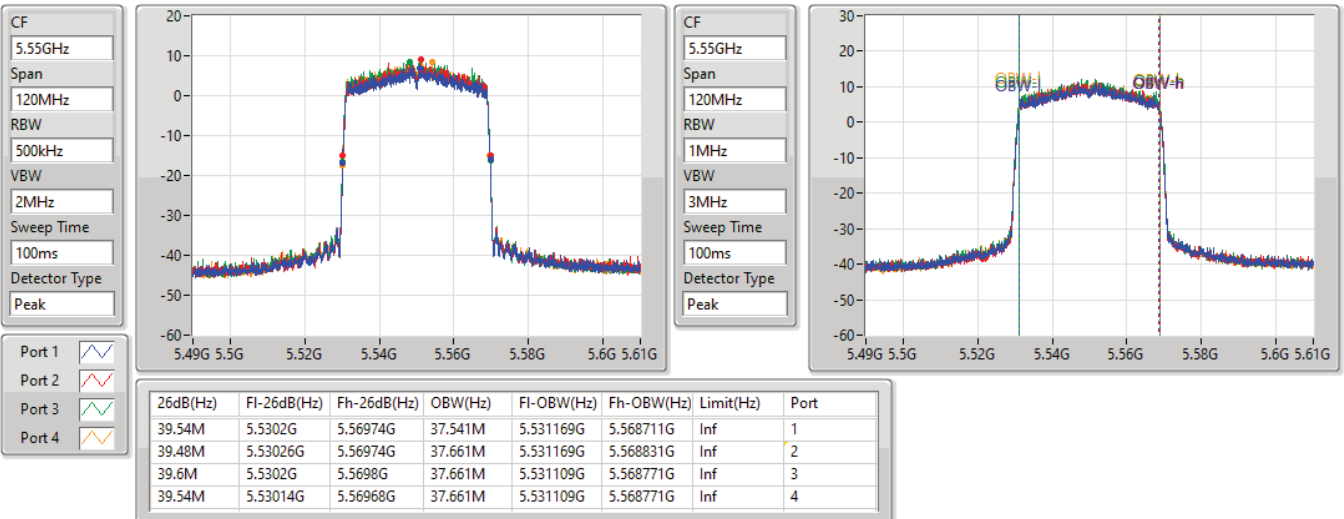 CF
5.55GHz
Span
120MHz
RBW
500kHz
VBW
2MHz
Sweep Time
100ms
Detector Type
Peak
Port 1
Port 2
Port 3
Port 4
20
10
0
-10
-20
-30
-40
-50
-60
5.49G 5.5G 5.52G 5.54G 5.56G 5.58G 5.6G 5.61G
CF
5.55GHz
Span
120MHz
RBW
1MHz
VBW
3MHz
Sweep Time
100ms
Detector Type
Peak
30
20
10
0
-10
-20
-30
-40
-50
-60
OBW-l OBW-h
5.49G 5.5G 5.52G 5.54G 5.56G 5.58G 5.6G 5.61G
26dB(Hz) Fl-26dB(Hz) Fh-26dB(Hz) OBW(Hz) Fl-OBW(Hz) Fh-OBW(Hz) Limit(Hz) Port
39.54M 5.5302G 5.56974G 37.541M 5.531169G 5.568711G Inf 1
39.48M 5.53026G 5.56974G 37.661M 5.531169G 5.568831G Inf 2
39.6M 5.5302G 5.5698G 37.661M 5.531109G 5.568771G Inf 3
39.54M 5.53014G 5.56968G 37.661M 5.531109G 5.568771G Inf 4